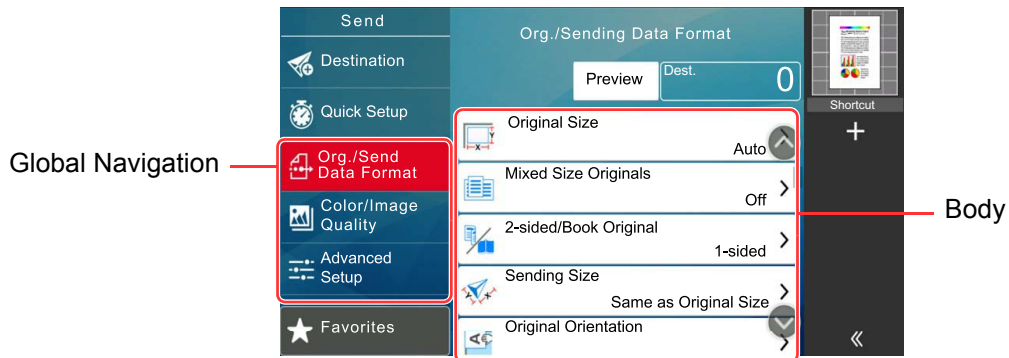 Send
Destination
Quick Setup
Org./Send
Data Format
Color/Image
Quality
Advanced
Setup
Favorites
Global Navigation
Org./Sending Data Format
Preview
Dest.
0
Original Size
Auto
Mixed Size Originals
Off
2-sided/Book Original
1-sided
Sending Size
Same as Original Size
Original Orientation
Shortcut
Body